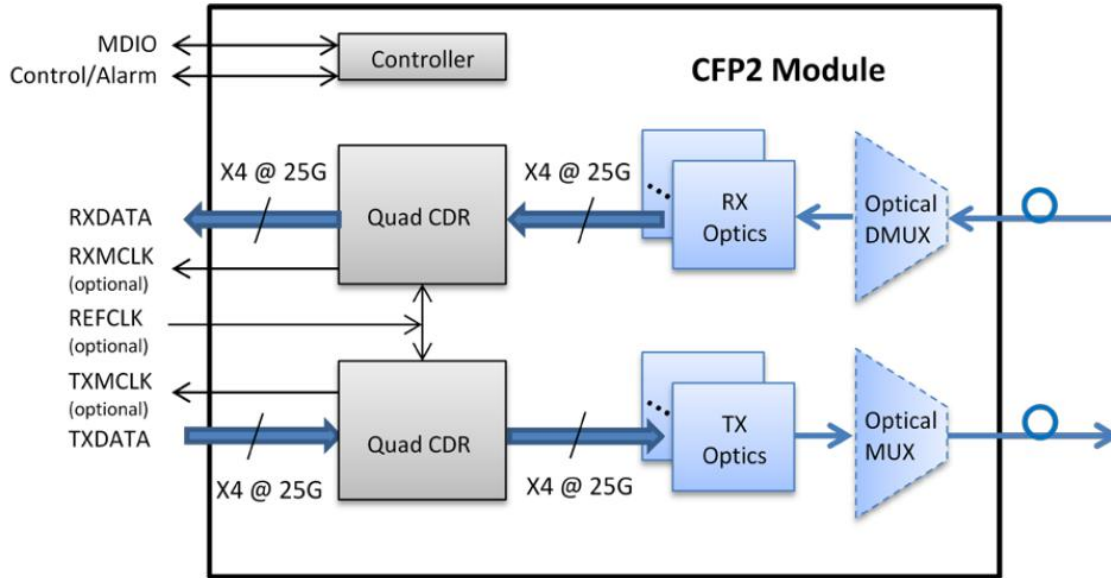 MDIO
Control/Alarm
Controller
CFP2 Module
X4 @ 25G
X4 @ 25G
RXDATA
Quad CDR
RX
Optics
Optical
DMUX
RXMCLK
(optional)
REFCLK
(optional)
TXMCLK
(optional)
TXDATA
Quad CDR
TX
Optics
Optical
MUX
X4 @ 25G
X4 @ 25G